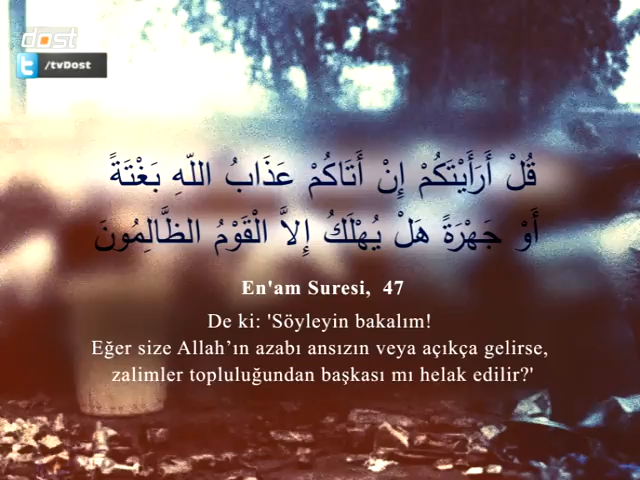 dost
/tvDost
قُلْ أَرَأَيْتَكُمْ إِنْ أَتَاكُمْ عَذَابُ اللّهِ بَغْتَةً
أَوْ جَهْرَةً هَلْ يُهْلَكُ إِلاَّ الْقَوْمُ الظَّالِمُونَ
En'am Suresi, 47
De ki: 'Söyleyin bakalım!
Eğer size Allah’ın azabı ansızın veya açıkça gelirse,
zalimler topluluğundan başkası mı helak edilir?'